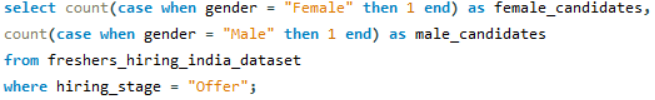 select count(case when gender = "Female" then 1 end) as female_candidates,
count(case when gender = "Male" then 1 end) as male_candidates
from freshers_hiring_india_dataset
where hiring_stage = "Offer";